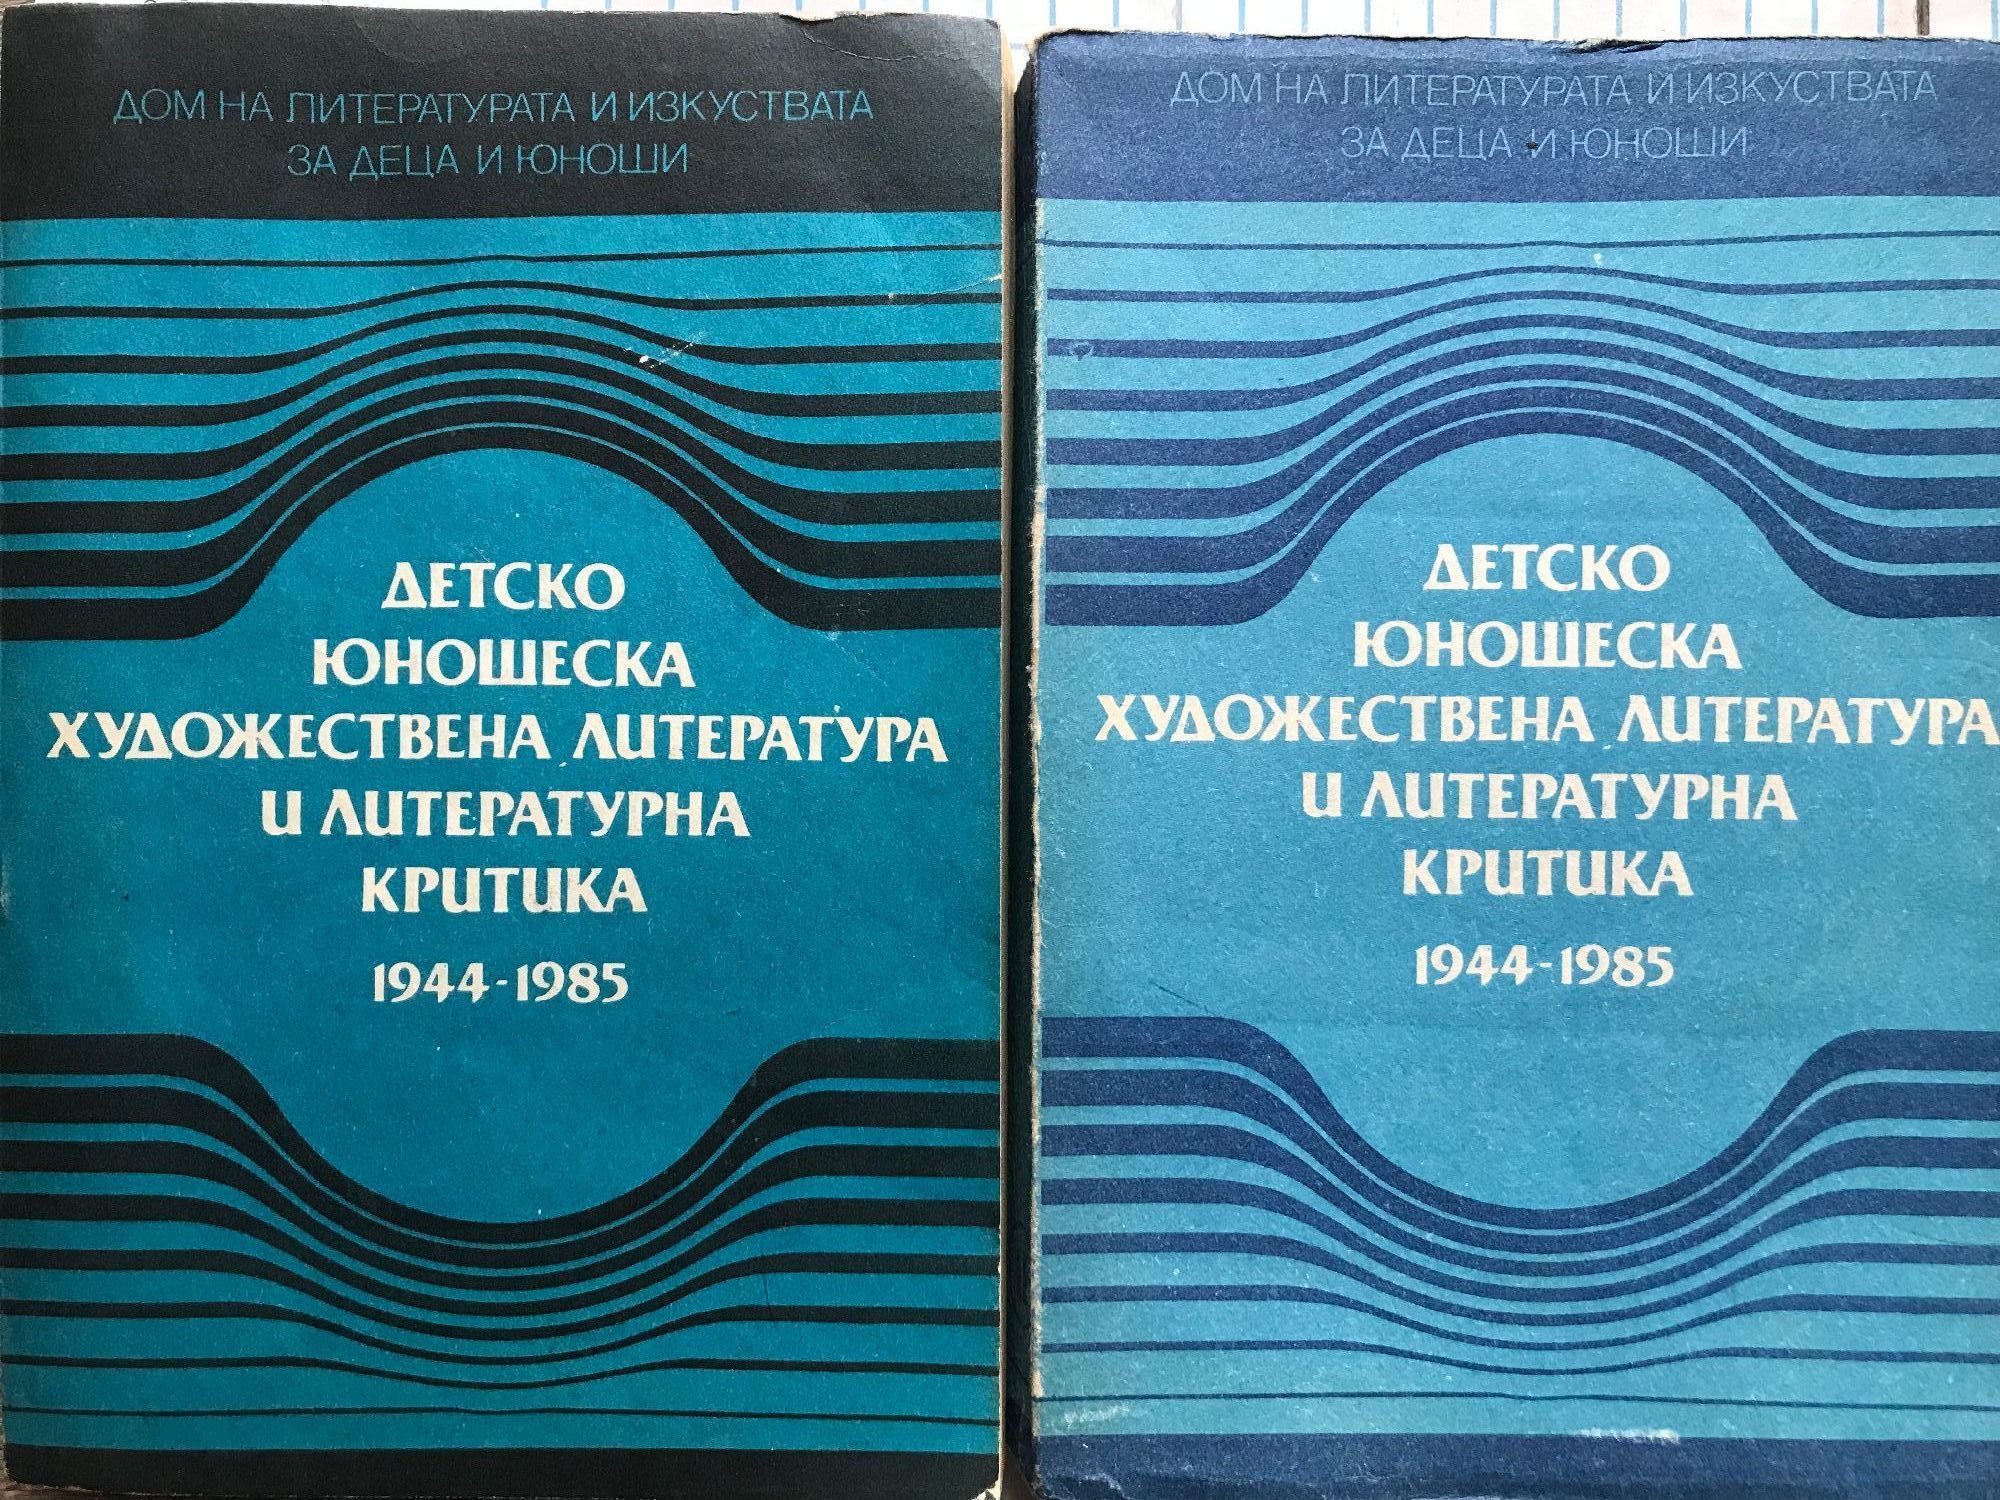 ДОМ НА ЛИТЕРАТУРАТА И ИЗКУСТВАТА
ЗА ДЕЦА И ЮНОШИ
ДЕТСКО
ЮНОШЕСКА
ХУДОЖЕСТВЕНА ЛИТЕРАТУРА
И ЛИТЕРАТУРНА
КРИТИКА
1944-1985
ДОМ НА ЛИТЕРАТУРАТА И ИЗКУСТВАТА
ЗА ДЕЦА И ЮНОШИ
ДЕТСКО
ЮНОШЕСКА
ХУДОЖЕСТВЕНА ЛИТЕРАТУРА
И ЛИТЕРАТУРНА
КРИТИКА
1944-1985